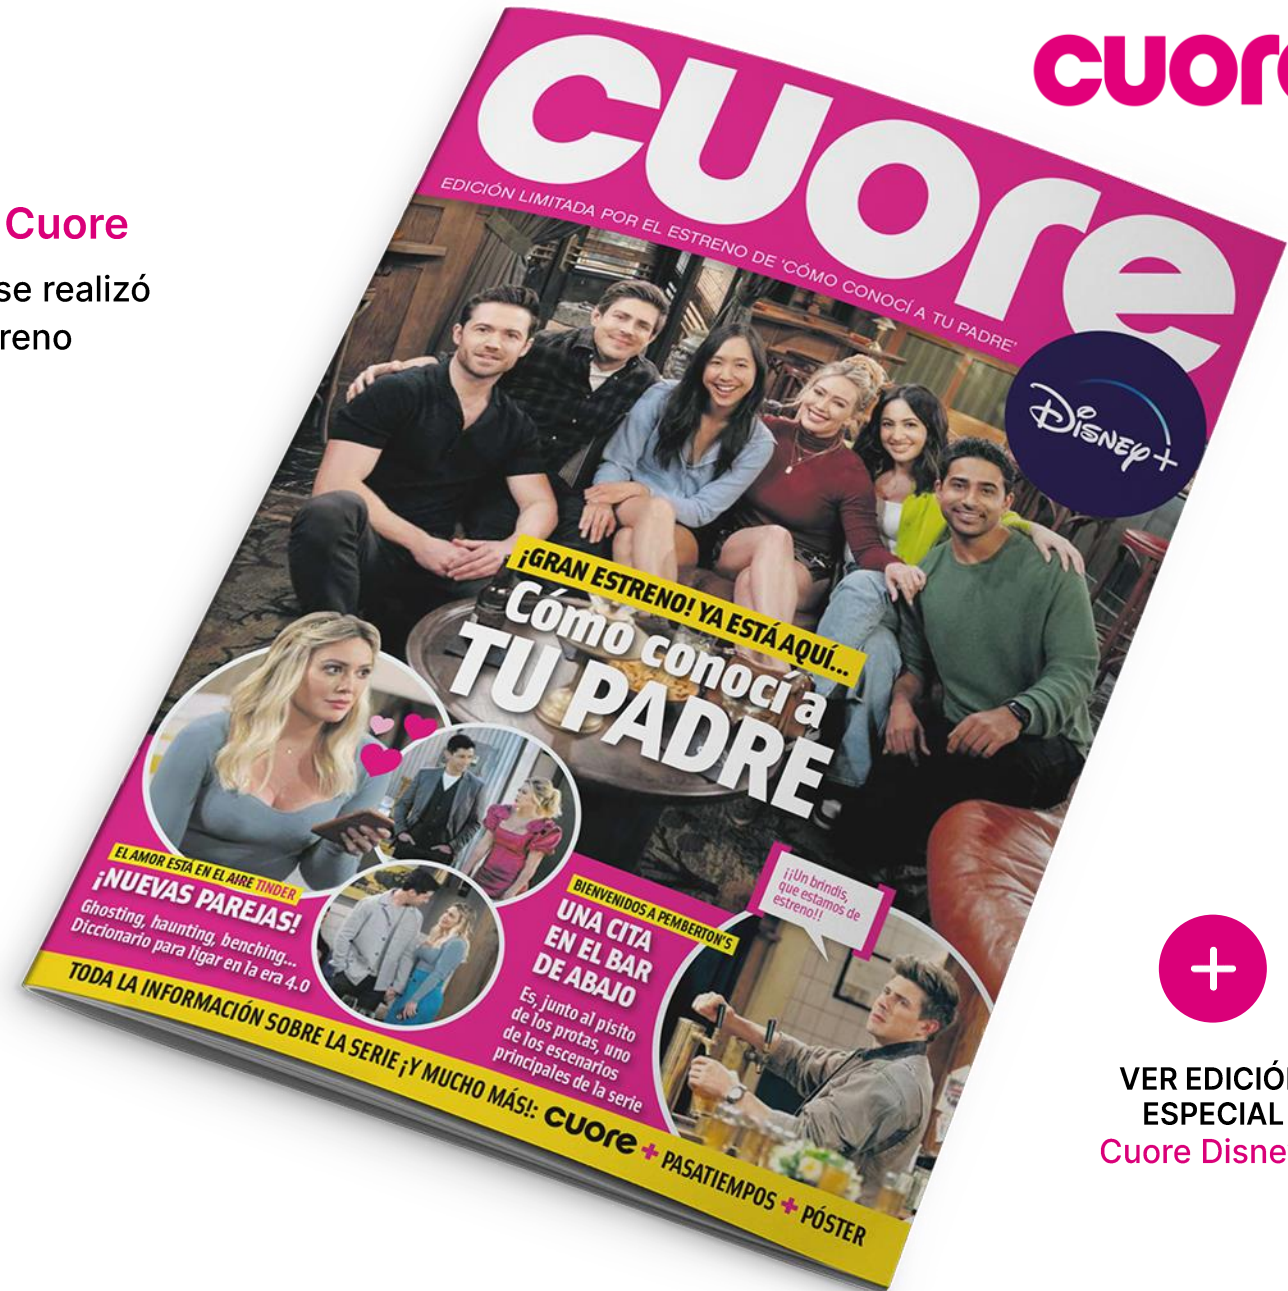 cuore
EDICIÓN LIMITADA POR EL ESTRENO DE 'CÓMO CONOCÍ A TU PADRE'
Disney+
¡GRAN ESTRENO! YA ESTÁ AQUÍ...
Cómo conocí a
TU PADRE
EL AMOR ESTÁ EN EL AIRE TINDER
¡NUEVAS PAREJAS!
Ghosting, haunting, benching...
Diccionario para ligar en la era 4.0
BIENVENIDOS A PEMBERTON'S
UNA CITA
EN EL BAR
DE ABAJO
Es, junto al pisito
de los protas, uno
de los escenarios
principales de la serie
¡¡Un brindis,
que estamos de
estreno!!
TODA LA INFORMACIÓN SOBRE LA SERIE ¡Y MUCHO MÁS!: cuore + PASATIEMPOS + PÓSTER
cuore
Cuore
se realizó
reno
+
VER EDICIÓ
ESPECIAL
Cuore Disne